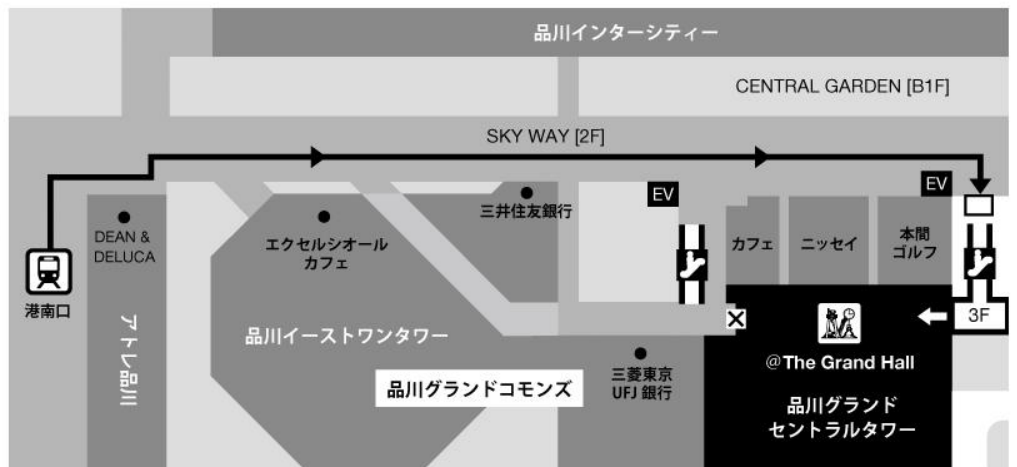 品川インターシティー
CENTRAL GARDEN [B1F]
SKY WAY [2F]
EV
EV
三井住友銀行
DEAN &
DELUCA
エクセルシオール
カフェ
カフェ
ニッセイ
本間
ゴルフ
港南口
アトレ品川
品川イーストワンタワー
3F
@The Grand Hall
品川グランドコモンズ
三菱東京
UFJ 銀行
品川グランド
セントラルタワー